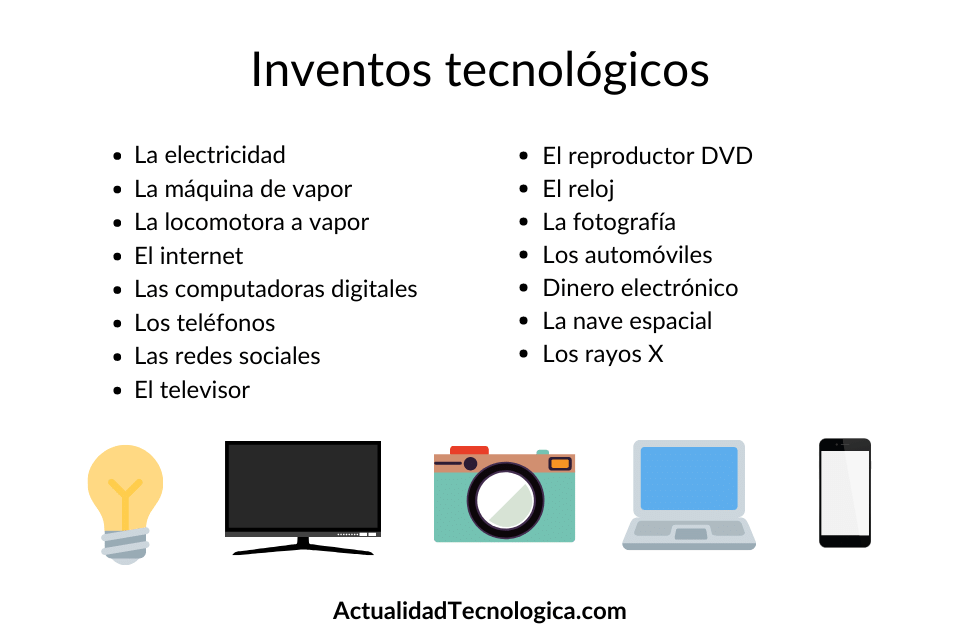 Inventos tecnológicos
La electricidad
La máquina de vapor
La locomotora a vapor
El internet
Las computadoras digitales
Los teléfonos
Las redes sociales
El televisor
El reproductor DVD
El reloj
La fotografía
Los automóviles
Dinero electrónico
La nave espacial
Los rayos X
ActualidadTecnologica.com